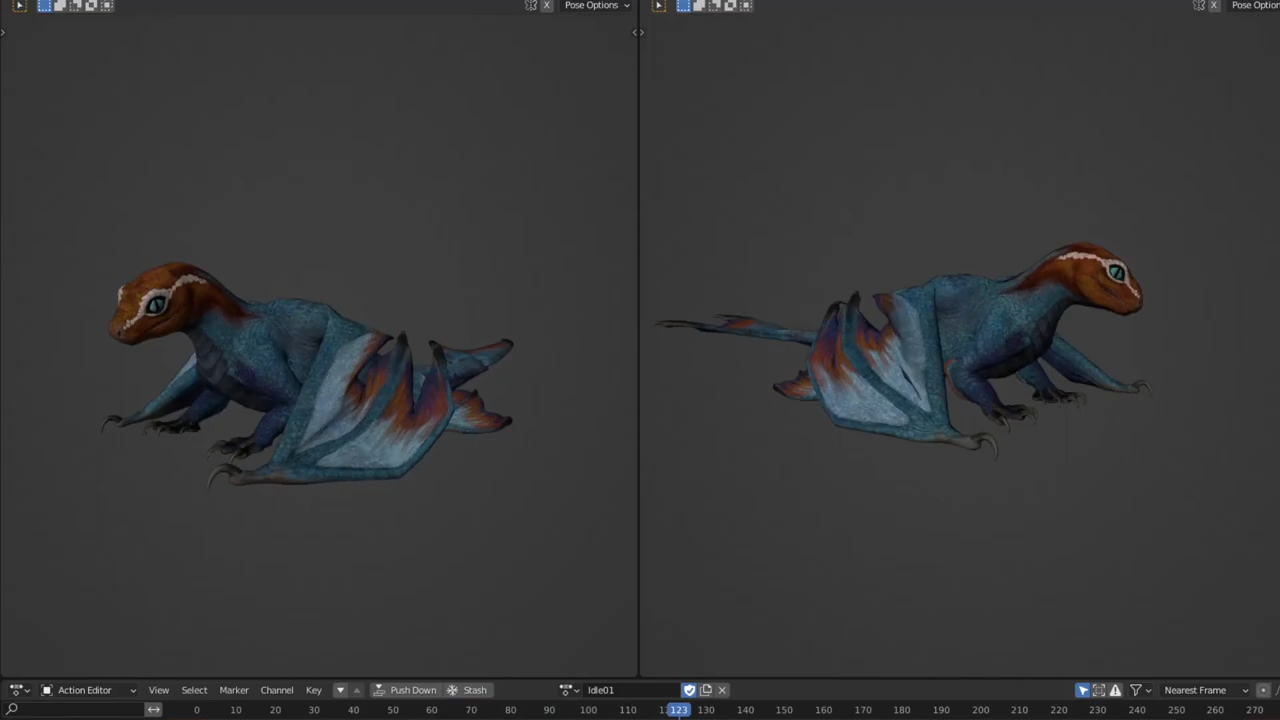 Pose Options
Pose Option
Action Editor View Select Marker Channel Key Push Down Stash Idle01 Nearest Frame
0 10 20 30 40 50 60 70 80 90 100 110 123 130 140 150 160 170 180 190 200 210 220 230 240 250 260 270